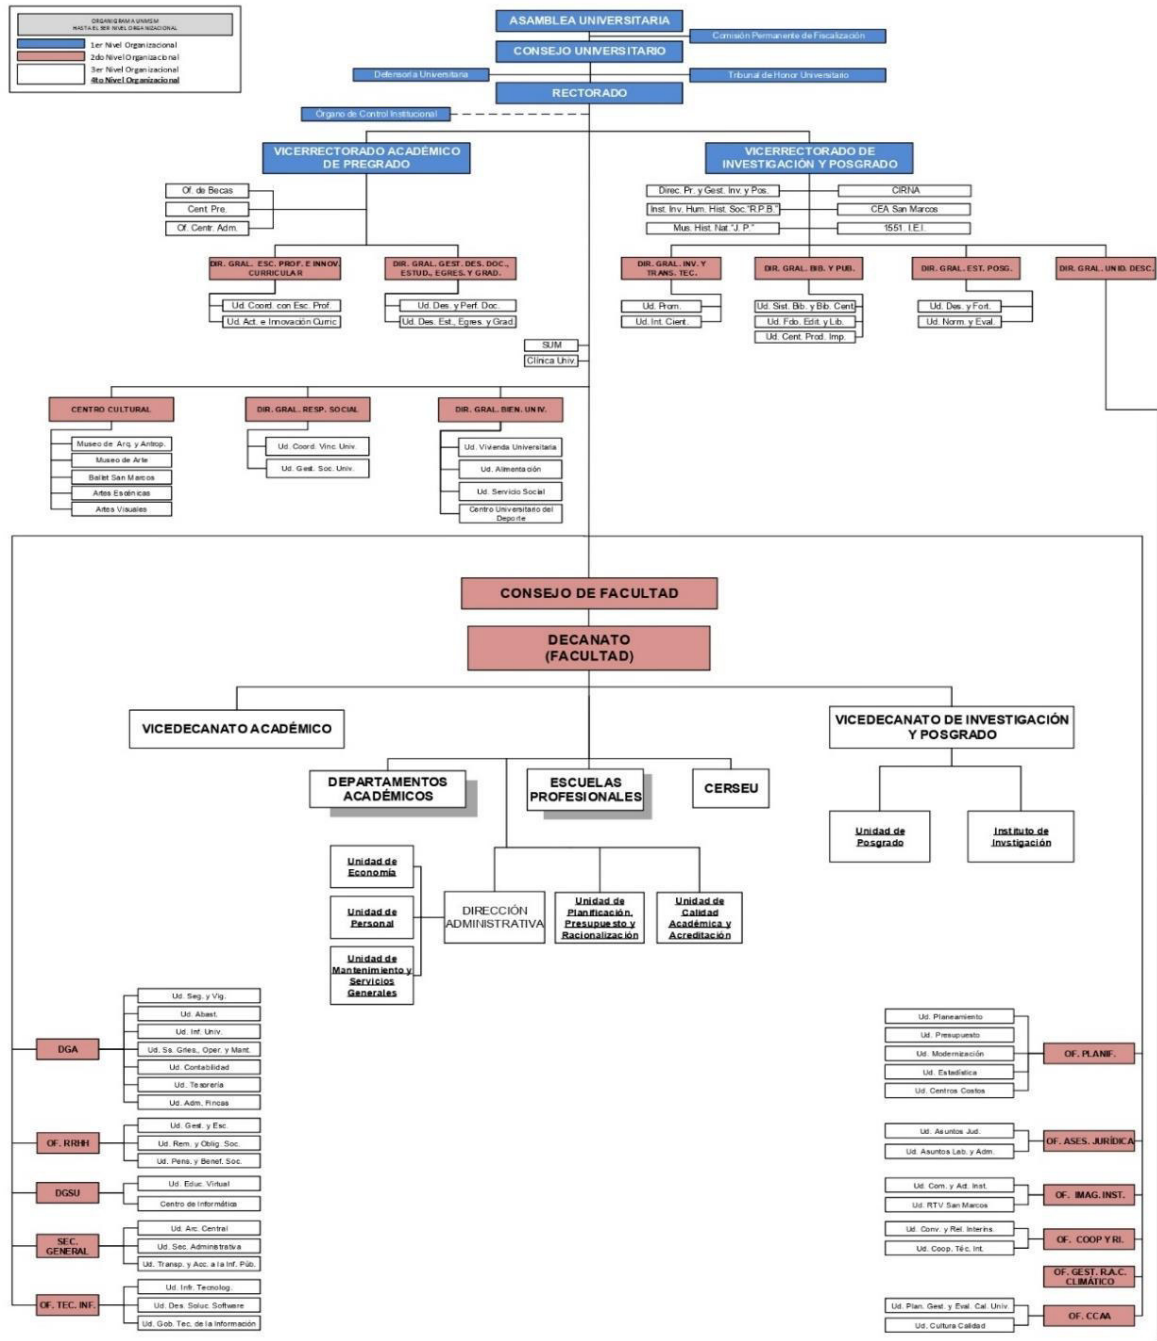 ORGANIGRAMA UNMSM
HASTA EL 3ER NIVEL ORGANIZACIONAL
1er Nivel Organizacional
2do Nivel Organizacional
3er Nivel Organizacional
4to Nivel Organizacional
ASAMBLEA UNIVERSITARIA
Comisión Permanente de Fiscalización
CONSEJO UNIVERSITARIO
Defensoría Universitaria
Tribunal de Honor Universitario
RECTORADO
Órgano de Control Institucional
VICERRECTORADO ACADÉMICO
DE PREGRADO
VICERRECTORADO DE
INVESTIGACIÓN Y POSGRADO
Of. de Becas
Cent. Pre.
Of. Centr. Adm.
Direc. Pr. y Gest. Inv. y Pos.
CIRNA
Inst. Inv. Hum. Hist. Soc."R.P.B."
CEA San Marcos
Mus. Hist. Nat."J. P."
1551. I.E.I.
DIR. GRAL. ESC. PROF. E INNOV.
CURRICULAR
DIR. GRAL. GEST. DES. DOC.,
ESTUD., EGRES. Y GRAD.
DIR. GRAL. INV. Y
TRANS. TEC.
DIR. GRAL. BIB. Y PUB.
DIR. GRAL. EST. POSG.
DIR. GRAL. UNID. DESC.
Ud. Coord. con Esc. Prof.
Ud. Act. e Innovación Curric
Ud. Des. y Perf. Doc.
Ud. Des. Est., Egres. y Grad.
Ud. Prom.
Ud. Int. Cient.
Ud. Sist. Bib. y Bib. Cent
Ud. Fdo. Edit. y Lib.
Ud. Cent. Prod. Imp.
Ud. Des. y Fort.
Ud. Norm. y Eval.
SUM
Clínica Univ.
CENTRO CULTURAL
DIR. GRAL. RESP. SOCIAL
DIR. GRAL. BIEN. UNIV.
Museo de Arq. y Antrop.
Museo de Arte
Ballet San Marcos
Artes Escénicas
Artes Visuales
Ud. Coord. Vinc. Univ.
Ud. Gest. Soc. Univ.
Ud. Vivienda Universitaria
Ud. Alimentación
Ud. Servicio Social
Centro Universitario del
Deporte
CONSEJO DE FACULTAD
DECANATO
(FACULTAD)
VICEDECANATO ACADÉMICO
VICEDECANATO DE INVESTIGACIÓN
Y POSGRADO
DEPARTAMENTOS
ACADÉMICOS
ESCUELAS
PROFESIONALES
CERSEU
Unidad de
Posgrado
Instituto de
Invstigación
Unidad de
Economía
Unidad de
Personal
Unidad de
Mantenimiento y
Servicios
Generales
DIRECCIÓN
ADMINISTRATIVA
Unidad de
Planificación,
Presupuesto y
Racionalización
Unidad de
Calidad
Académica y
Acreditación
DGA
Ud. Seg. y Vig.
Ud. Abast.
Ud. Inf. Univ.
Ud. Ss. Grles., Oper. y Mant.
Ud. Contabilidad
Ud. Tesorería
Ud. Adm. Fincas
OF. RRHH
Ud. Gest. y Esc.
Ud. Rem. y Oblig. Soc.
Ud. Pens. y Benef. Soc.
DGSU
Ud. Educ. Virtual
Centro de Informática
SEC.
GENERAL
Ud. Arc. Central
Ud. Sec. Administrativa
Ud. Transp. y Acc. a la Inf. Púb.
OF. TEC. INF.
Ud. Infr. Tecnolog.
Ud. Des. Soluc. Software
Ud. Gob. Tec. de la Información
Ud. Planeamiento
Ud. Presupuesto
Ud. Modernización
Ud. Estadística
Ud. Centros Costos
OF. PLANIF.
Ud. Asuntos Jud.
Ud. Asuntos Lab. y Adm.
OF. ASES. JURÍDICA
Ud. Com. y Act. Inst.
Ud. RTV San Marcos
OF. IMAG. INST.
Ud. Conv. y Rel. Interins.
Ud. Coop. Téc. Int.
OF. COOP Y RI.
OF. GEST. R.A.C.
CLIMÁTICO
Ud. Plan. Gest. y Eval. Cal. Univ.
Ud. Cultura Calidad
OF. CCAA